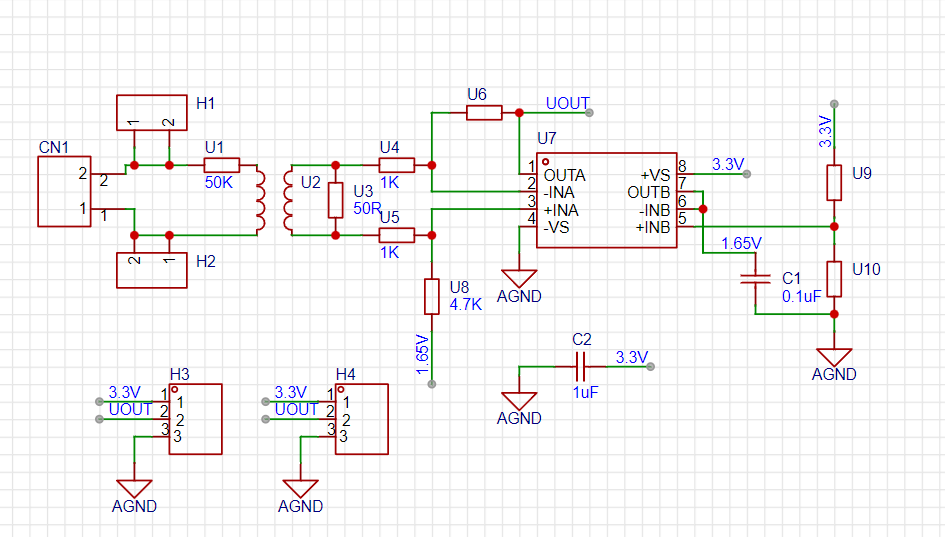 U6
UOUT
H1
1 2
U7
3.3V
CN1
U1
U4
2 2
50K
U2
1K
1 OUTA +VS 8 3.3V
2 -INA OUTB 7
3 +INA -INB 6
4 -VS +INB 5
U9
U3
50R
1 1
U5
1K
2 1
H2
1.65V
AGND
C1
0.1uF
U10
U8
4.7K
1.65V
C2
3.3V
1uF
AGND
AGND
H3
3.3V 1 1
UOUT 2 2
3 3
AGND
H4
3.3V 1 1
UOUT 2 2
3 3
AGND